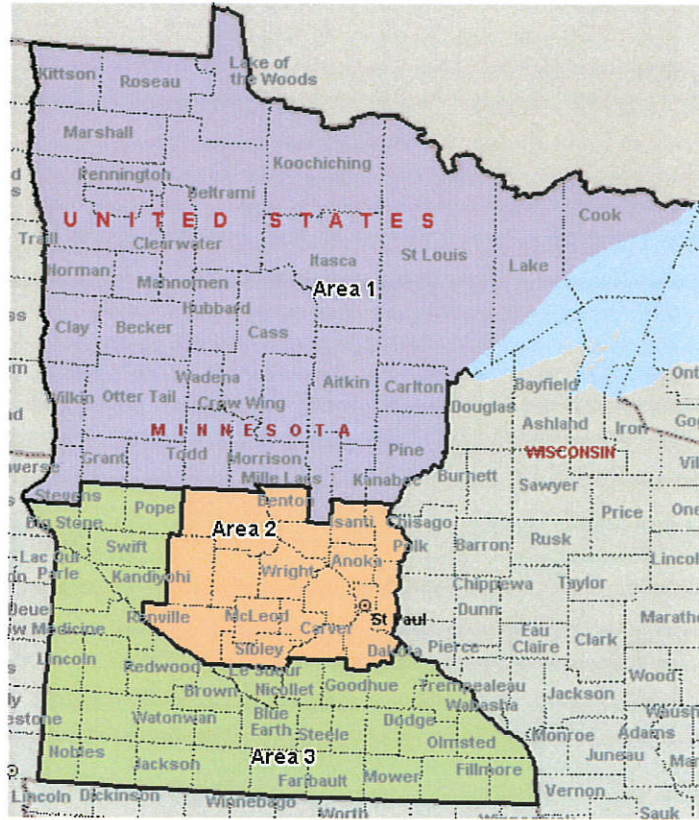 Kittson
Roseau
Lake of
the Woods
Marshall
Koochiching
Pennington
Beltrami
Cook
UNITED STATES
Clearwater
St Louis
Itasca
Lake
Norman
Mahnomen
Area 1
Hubbard
Clay
Becker
Cass
Wadena
Aitkin
Carlton
Wilkin
Otter Tail
Crow Wing
Douglas
Bayfield
Ashland
Iron
MINNESOTA
WISCONSIN
Grant
Todd
Morrison
Pine
Mille Lacs
Kanabec
Burnett
Sawyer
Stevens
Pope
Benton
Price
Big Stone
Area 2
Isanti
Chisago
Swift
Anoka
Polk
Barron
Rusk
Lincol
Lac Qui
Parle
Kandiyohi
Wright
Chippewa
Taylor
Deuel
Renville
McLeod
St Paul
Dunn
Marath
Medicine
Carver
Eau
Claire
Clark
Sibley
Dakota
Pierce
Lincoln
Redwood
Le Sueur
Wood
Brown
Nicollet
Goodhue
Trempealeau
Wabasha
Jackson
Watonwan
Blue
Earth
Steele
Dodge
Monroe
Adams
Juneau
Nobles
Jackson
Area 3
Olmsted
Faribault
Mower
Fillmore
Vernon
Lincoln
Dickinson
Winnebago
Worth
Sauk